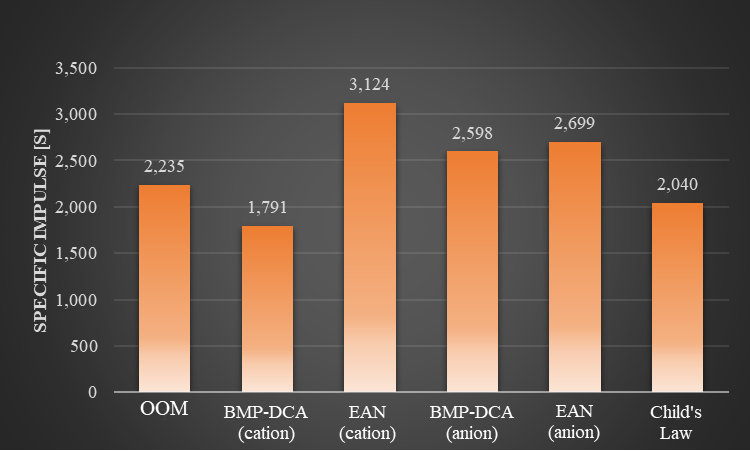 SPECIFIC IMPULSE [S]
3,500
3,000
2,500
2,000
1,500
1,000
500
0
2,235
1,791
3,124
2,598
2,699
2,040
OOM
BMP-DCA
(cation)
EAN
(cation)
BMP-DCA
(anion)
EAN
(anion)
Child's
Law